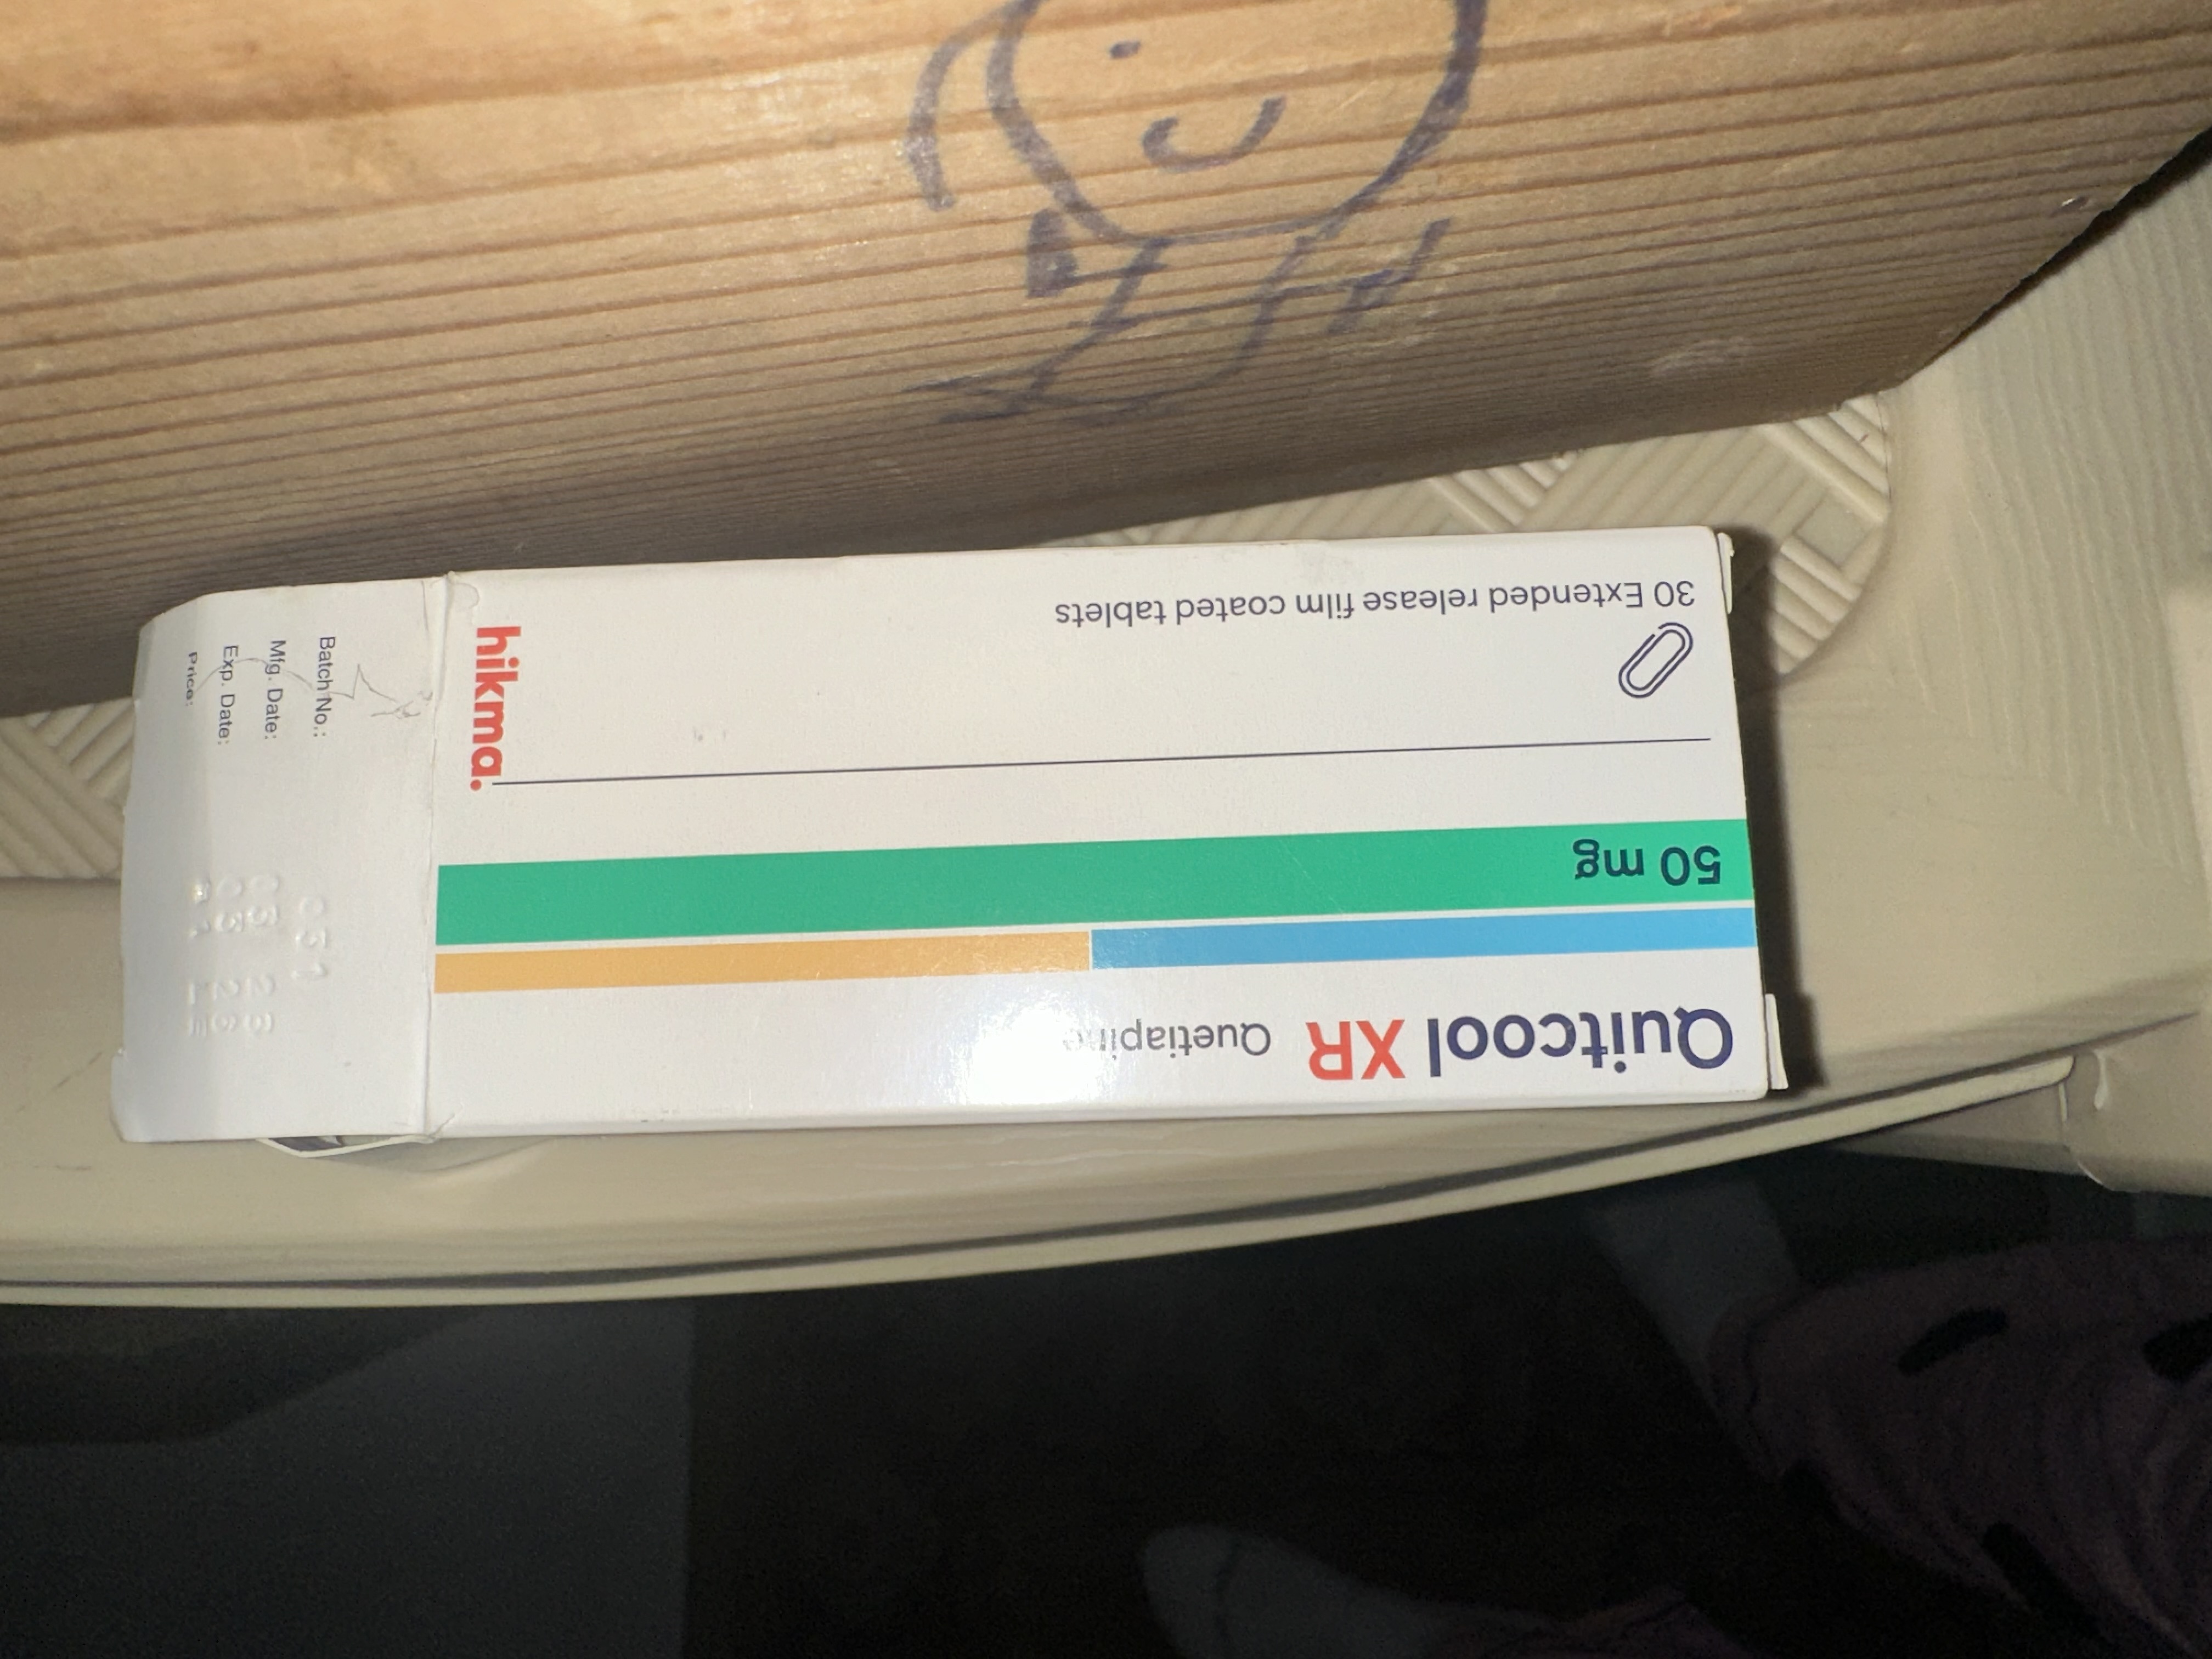 Quitcool XR Quetiapine
50 mg
30 Extended release film coated tablets
hikma.
Batch No.:
Mfg. Date:
Exp. Date:
Price: